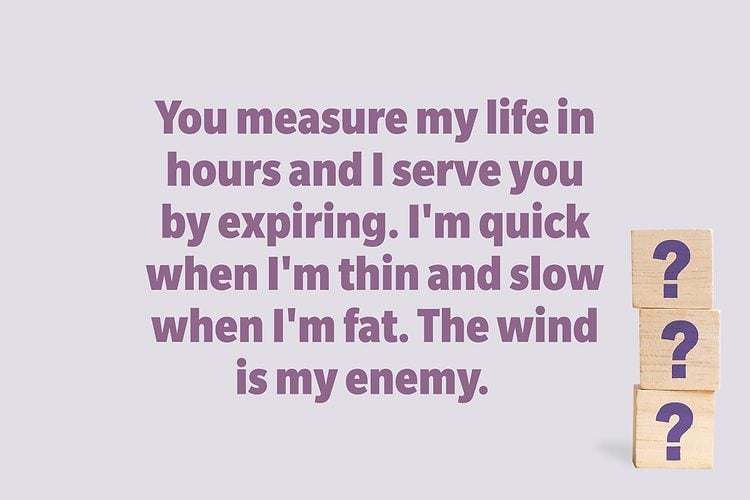 You measure my life in
hours and I serve you
by expiring. I'm quick
when I'm thin and slow
when I'm fat. The wind
is my enemy.
?
?
?